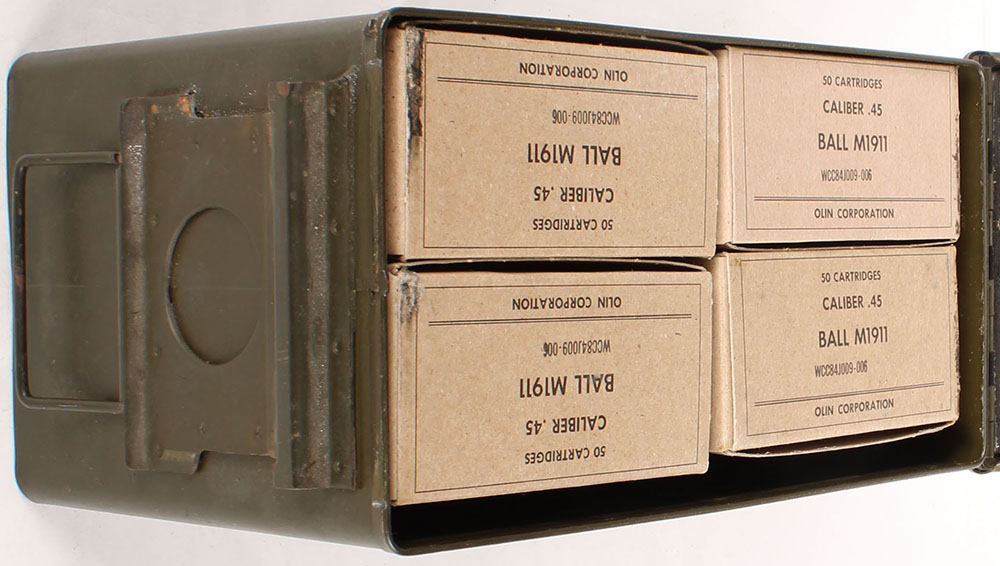 50 CARTRIDGES
CALIBER .45
BALL M1911
WCC84J009-006
OLIN CORPORATION
50 CARTRIDGES
CALIBER .45
BALL M1911
WCC84J009-006
OLIN CORPORATION
50 CARTRIDGES
CALIBER .45
BALL M1911
WCC84J009-006
OLIN CORPORATION
50 CARTRIDGES
CALIBER .45
BALL M1911
WCC84J009-006
OLIN CORPORATION